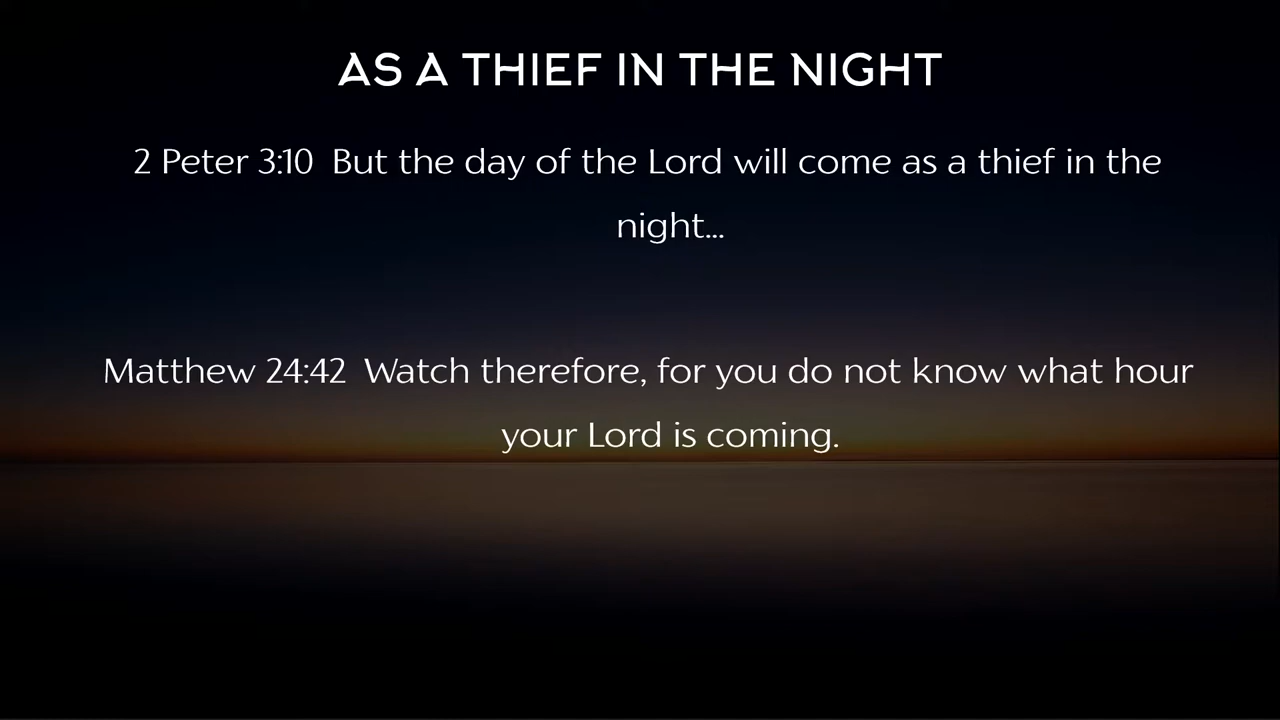 AS A THIEF IN THE NIGHT
2 Peter 3:10  But the day of the Lord will come as a thief in the
night...
Matthew 24:42  Watch therefore, for you do not know what hour
your Lord is coming.